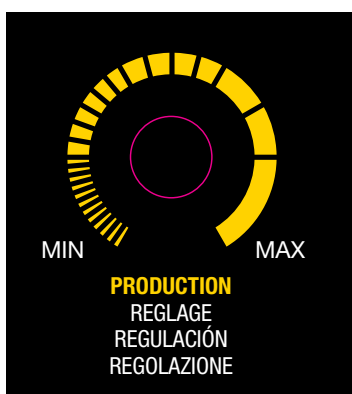 MIN MAX
PRODUCTION
REGLAGE
REGULACIÓN
REGOLAZIONE